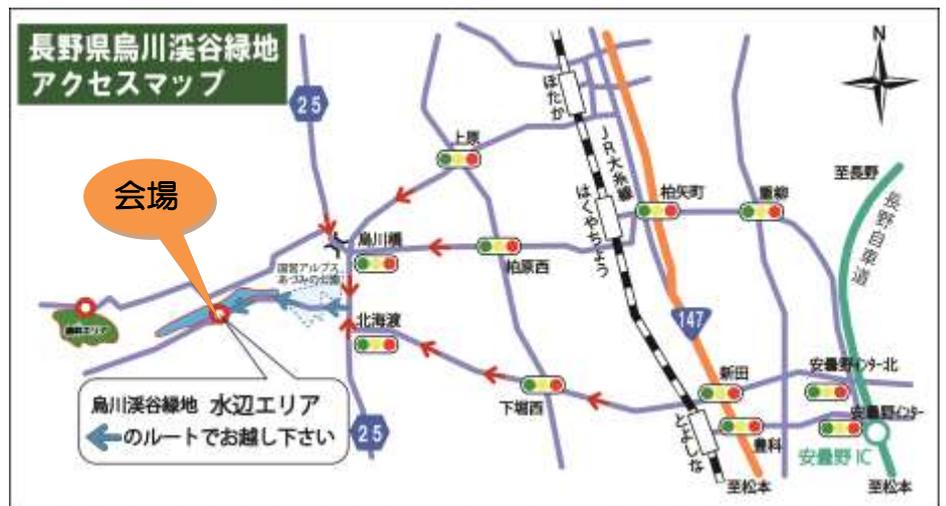 長野県烏川渓谷緑地
アクセスマップ
N
25
会場
上原
ほたか
JR大糸線
はくやちょう
柏矢町
重柳
至長野
長野自車道
烏川橋
柏原西
国営アルプス
あづみの公園
北海渡
147
新田
安曇野インター北
下堀西
とよしな
豊科
安曇野インター
安曇野 IC
烏川渓谷緑地 水辺エリア
のルートでお越し下さい
25
至松本
至松本